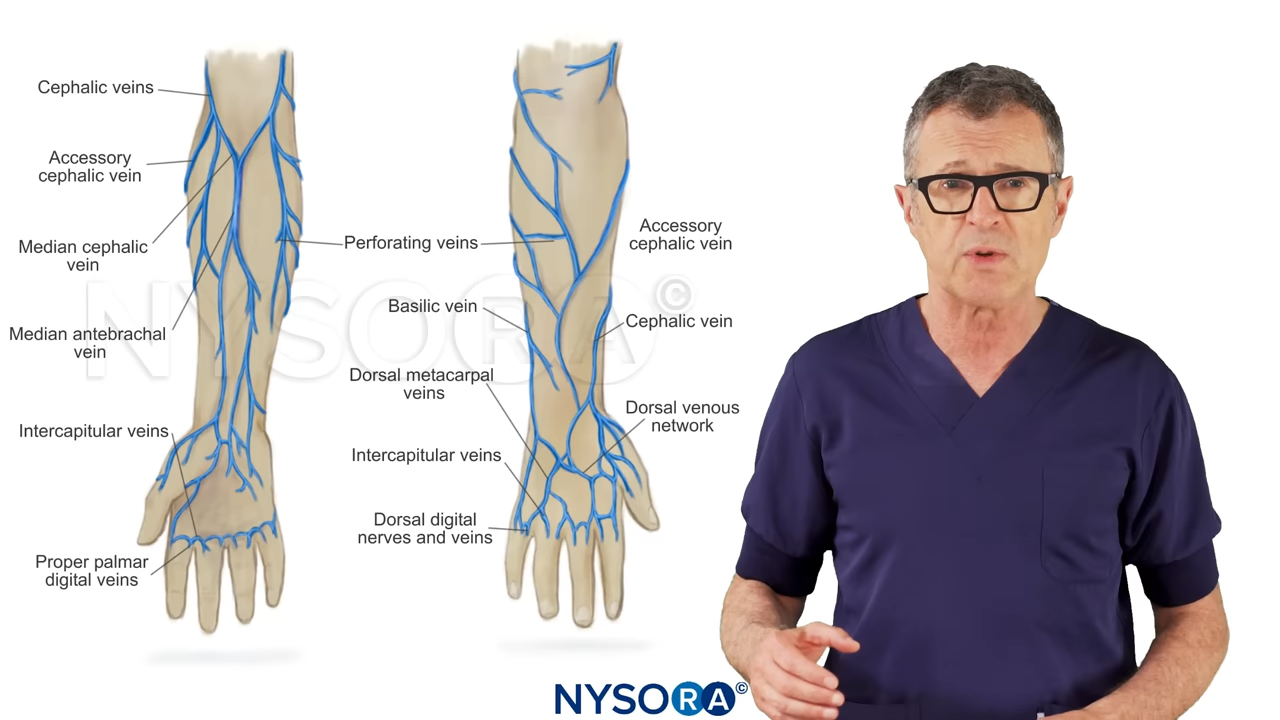 Cephalic veins
Accessory
cephalic vein
Median cephalic
vein
Median antebrachal
vein
Intercapitular veins
Proper palmar
digital veins
Perforating veins
Basilic vein
Dorsal metacarpal
veins
Intercapitular veins
Dorsal digital
nerves and veins
Accessory
cephalic vein
Cephalic vein
Dorsal venous
network
NYSORA©
NYSORA©